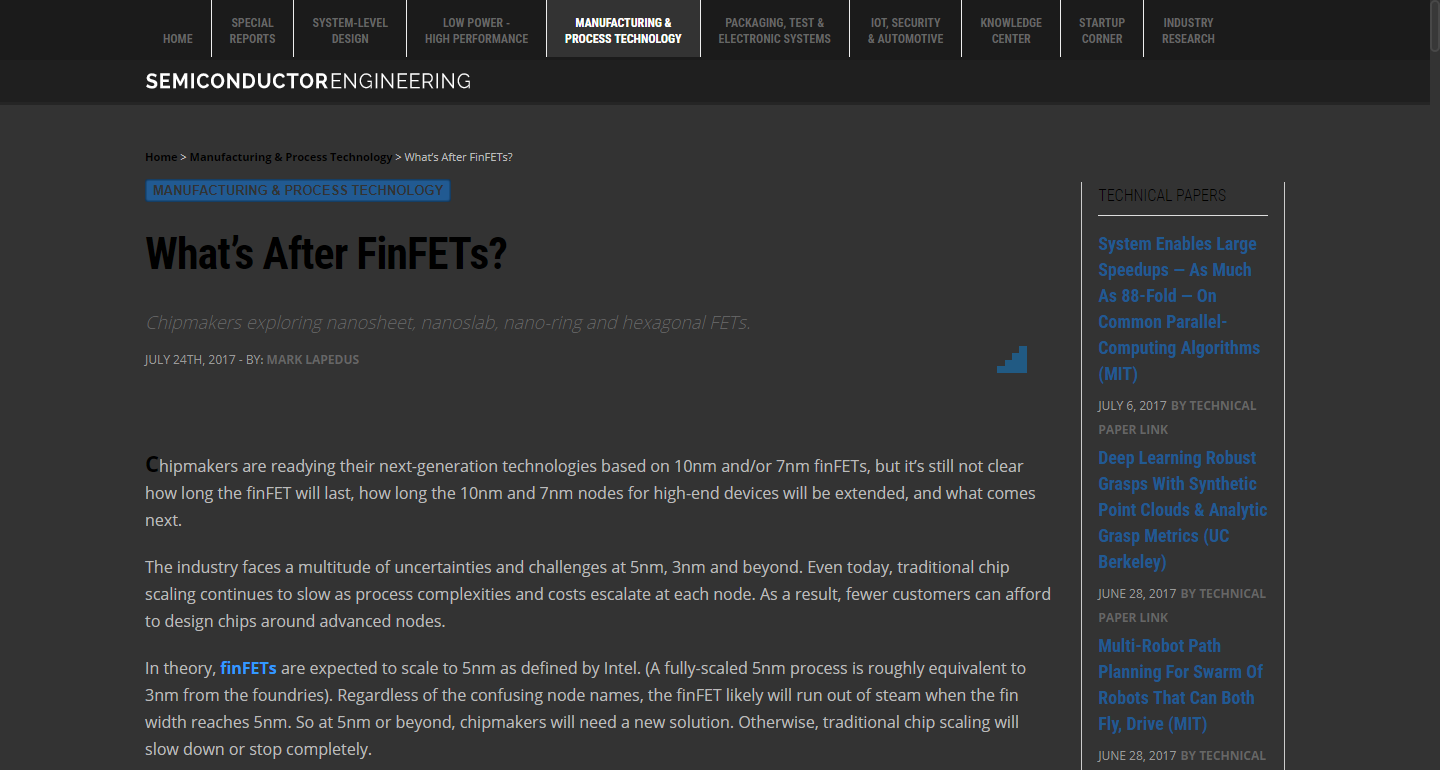 HOME
SPECIAL
REPORTS
SYSTEM-LEVEL
DESIGN
LOW POWER -
HIGH PERFORMANCE
MANUFACTURING &
PROCESS TECHNOLOGY
PACKAGING, TEST &
ELECTRONIC SYSTEMS
IOT, SECURITY
& AUTOMOTIVE
KNOWLEDGE
CENTER
STARTUP
CORNER
INDUSTRY
RESEARCH
SEMICONDUCTOR ENGINEERING
Home > Manufacturing & Process Technology > What's After FinFETs?
MANUFACTURING & PROCESS TECHNOLOGY
What’s After FinFETs?
Chipmakers exploring nanosheet, nanoslab, nano-ring and hexagonal FETs.
JULY 24TH, 2017 - BY: MARK LAPEDUS
Chipmakers are readying their next-generation technologies based on 10nm and/or 7nm finFETs, but it’s still not clear
how long the finFET will last, how long the 10nm and 7nm nodes for high-end devices will be extended, and what comes
next.
The industry faces a multitude of uncertainties and challenges at 5nm, 3nm and beyond. Even today, traditional chip
scaling continues to slow as process complexities and costs escalate at each node. As a result, fewer customers can afford
to design chips around advanced nodes.
In theory, finFETs are expected to scale to 5nm as defined by Intel. (A fully-scaled 5nm process is roughly equivalent to
3nm from the foundries). Regardless of the confusing node names, the finFET likely will run out of steam when the fin
width reaches 5nm. So at 5nm or beyond, chipmakers will need a new solution. Otherwise, traditional chip scaling will
slow down or stop completely.
TECHNICAL PAPERS
System Enables Large
Speedups — As Much
As 88-Fold — On
Common Parallel-
Computing Algorithms
(MIT)
JULY 6, 2017 BY TECHNICAL
PAPER LINK
Deep Learning Robust
Grasps With Synthetic
Point Clouds & Analytic
Grasp Metrics (UC
Berkeley)
JUNE 28, 2017 BY TECHNICAL
PAPER LINK
Multi-Robot Path
Planning For Swarm Of
Robots That Can Both
Fly, Drive (MIT)
JUNE 28, 2017 BY TECHNICAL